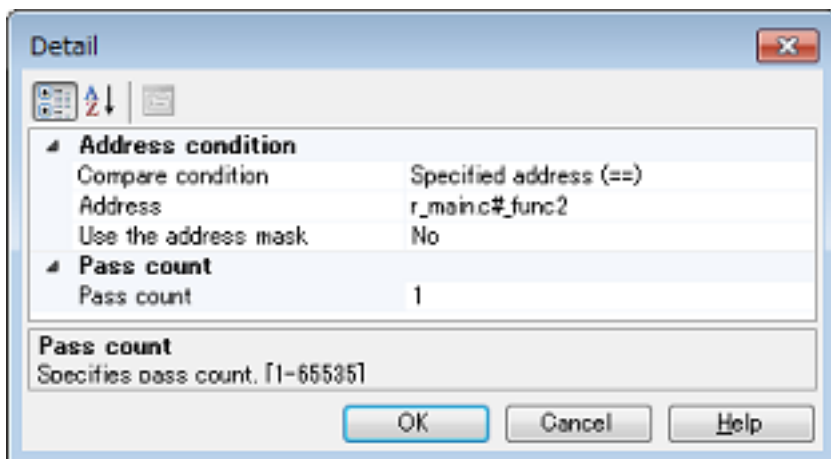 Detail
Address condition
Compare condition Specified address (==)
Address r_main.c#_func2
Use the address mask No
Pass count
Pass count 1
Pass count
Specifies pass count. [1-65535]
OK Cancel Help